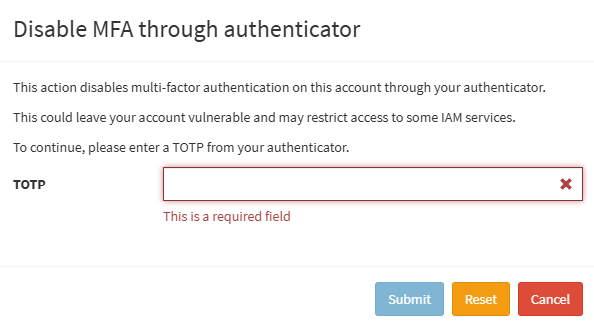 Disable MFA through authenticator
This action disables multi-factor authentication on this account through your authenticator.
This could leave your account vulnerable and may restrict access to some IAM services.
To continue, please enter a TOTP from your authenticator.
TOTP
This is a required field
Submit Reset Cancel